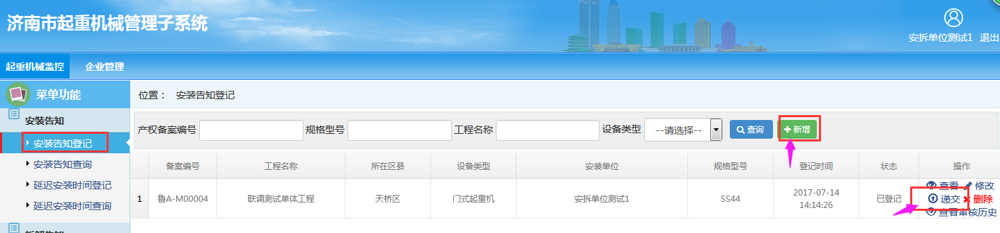 济南市起重机械管理子系统
安拆单位测试1 退出
起重机械监控 企业管理
菜单功能
位置： 安装告知登记
安装告知
安装告知登记
安装告知查询
延迟安装时间登记
延迟安装时间查询
产权备案编号 规格型号 工程名称 设备类型 --请选择-- 查询 新增
备案编号 工程名称 所在区县 设备类型 安装单位 规格型号 登记时间 状态 操作
1 鲁A-M00004 联调测试单体工程 天桥区 门式起重机 安拆单位测试1 SS44 2017-07-14 14:14:26 已登记
查看 修改
递交 删除
查看审核历史